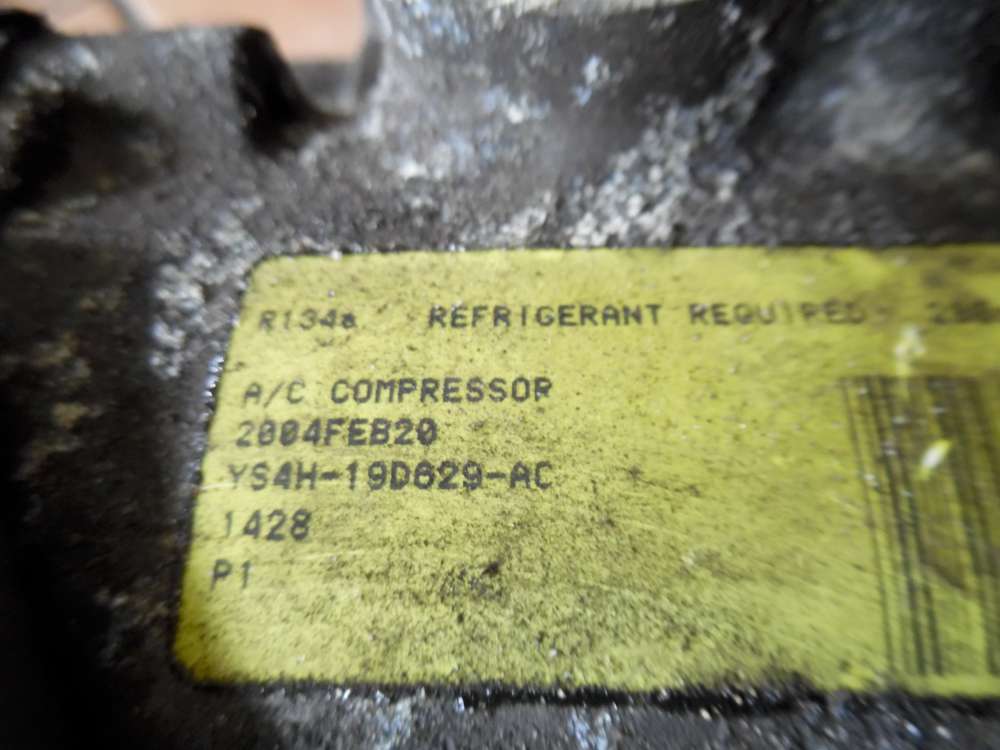 R134a REFRIGERANT REQUIRED
A/C COMPRESSOR
2004FEB20
YS4H-19D629-AC
1428
P1